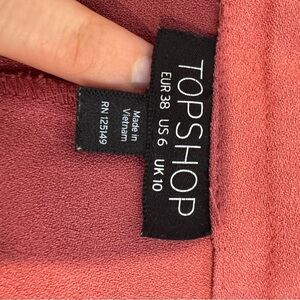 TOPSHOP
EUR 38 US 6 UK 10
Made in
Vietnam
RN 125149